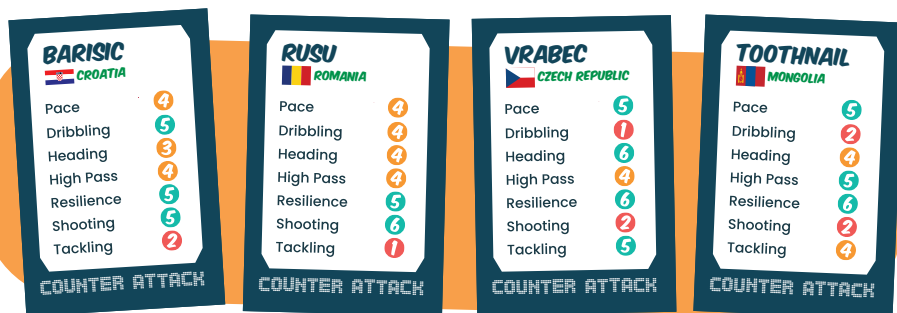 BARISIC
CROATIA
Pace 4
Dribbling 5
Heading 3
High Pass 4
Resilience 5
Shooting 5
Tackling 2
COUNTER ATTACK
RUSU
ROMANIA
Pace 4
Dribbling 4
Heading 4
High Pass 4
Resilience 5
Shooting 6
Tackling 1
COUNTER ATTACK
VRABEC
CZECH REPUBLIC
Pace 5
Dribbling 1
Heading 6
High Pass 4
Resilience 6
Shooting 2
Tackling 5
COUNTER ATTACK
TOOTHNAIL
MONGOLIA
Pace 5
Dribbling 2
Heading 4
High Pass 5
Resilience 6
Shooting 2
Tackling 4
COUNTER ATTACK